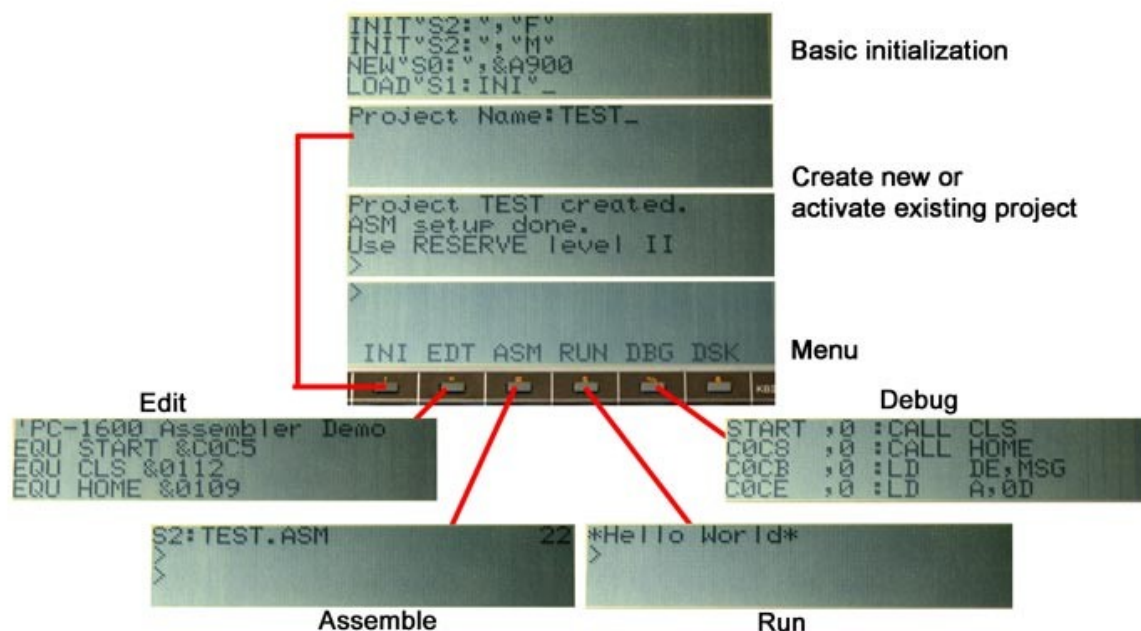 INIT"S2:","F"
INIT"S2:","M"
NEW"S0:",&A900
LOAD"S1:INI"_
Basic initialization
Project Name:TEST_
Create new or
activate existing project
Project TEST created.
ASM setup done.
Use RESERVE level II
>
>
INI EDT ASM RUN DBG DSK
Menu
Edit
'PC-1600 Assembler Demo
EQU START &C0C5
EQU CLS &0112
EQU HOME &0109
Debug
START ,0 :CALL CLS
C0C8 ,0 :CALL HOME
C0CB ,0 :LD DE,MSG
C0CE ,0 :LD A,0D
S2:TEST.ASM 22
>
>
Assemble
*Hello World*
>
Run